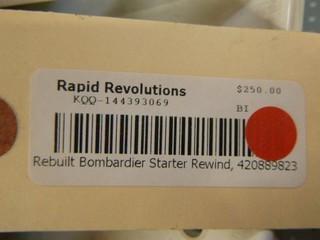 Rapid Revolutions $250.00
KQQ-144393069 BI
Rebuilt Bombardier Starter Rewind, 420889823